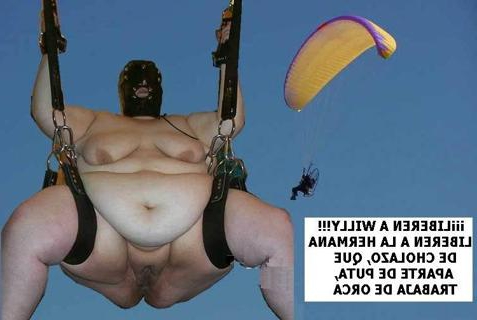 ¡¡¡LIBEREN A WILLY!!!
LIBEREN A LA HERMANA
DE CHOLAZO, QUE
APARTE DE PUTA,
TRABAJA DE ORCA